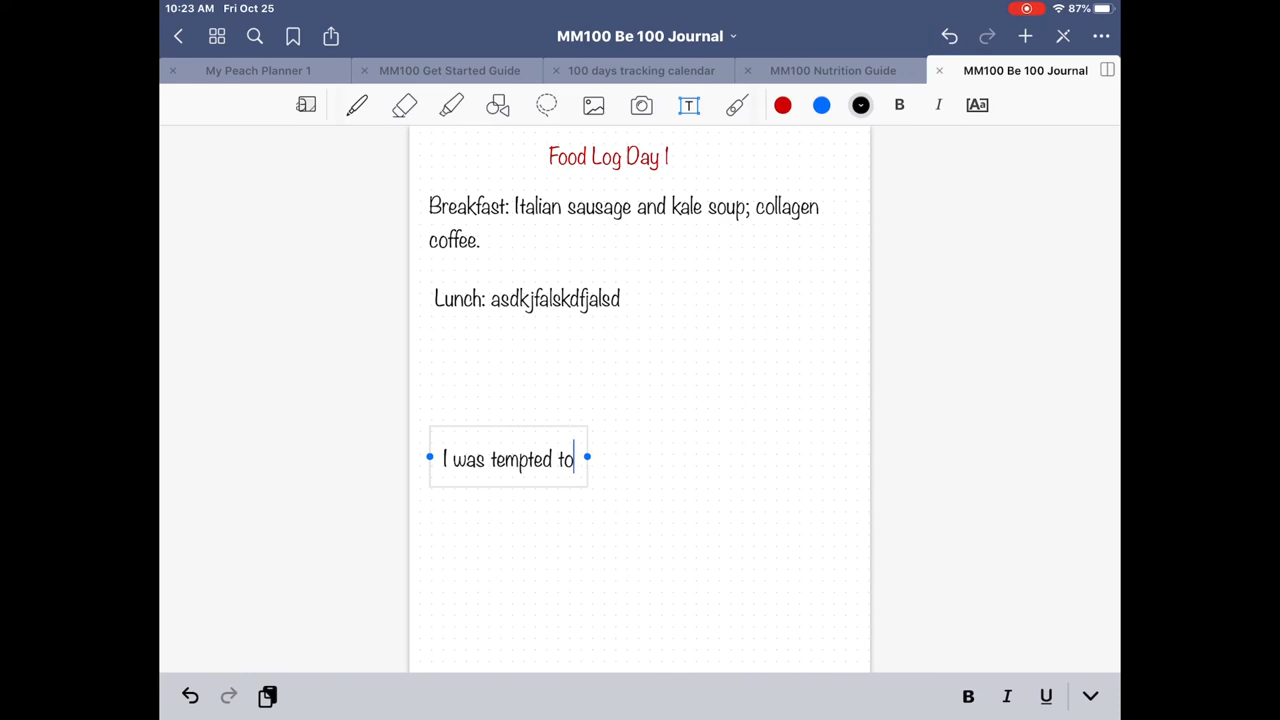 10:23 AM Fri Oct 25
87%
MM100 Be 100 Journal
My Peach Planner 1
MM100 Get Started Guide
100 days tracking calendar
MM100 Nutrition Guide
MM100 Be 100 Journal
T
B
I
Aa
Food Log Day 1
Breakfast: Italian sausage and kale soup; collagen
coffee.
Lunch: asdkjfalskdfjalsd
I was tempted to
B
I
U